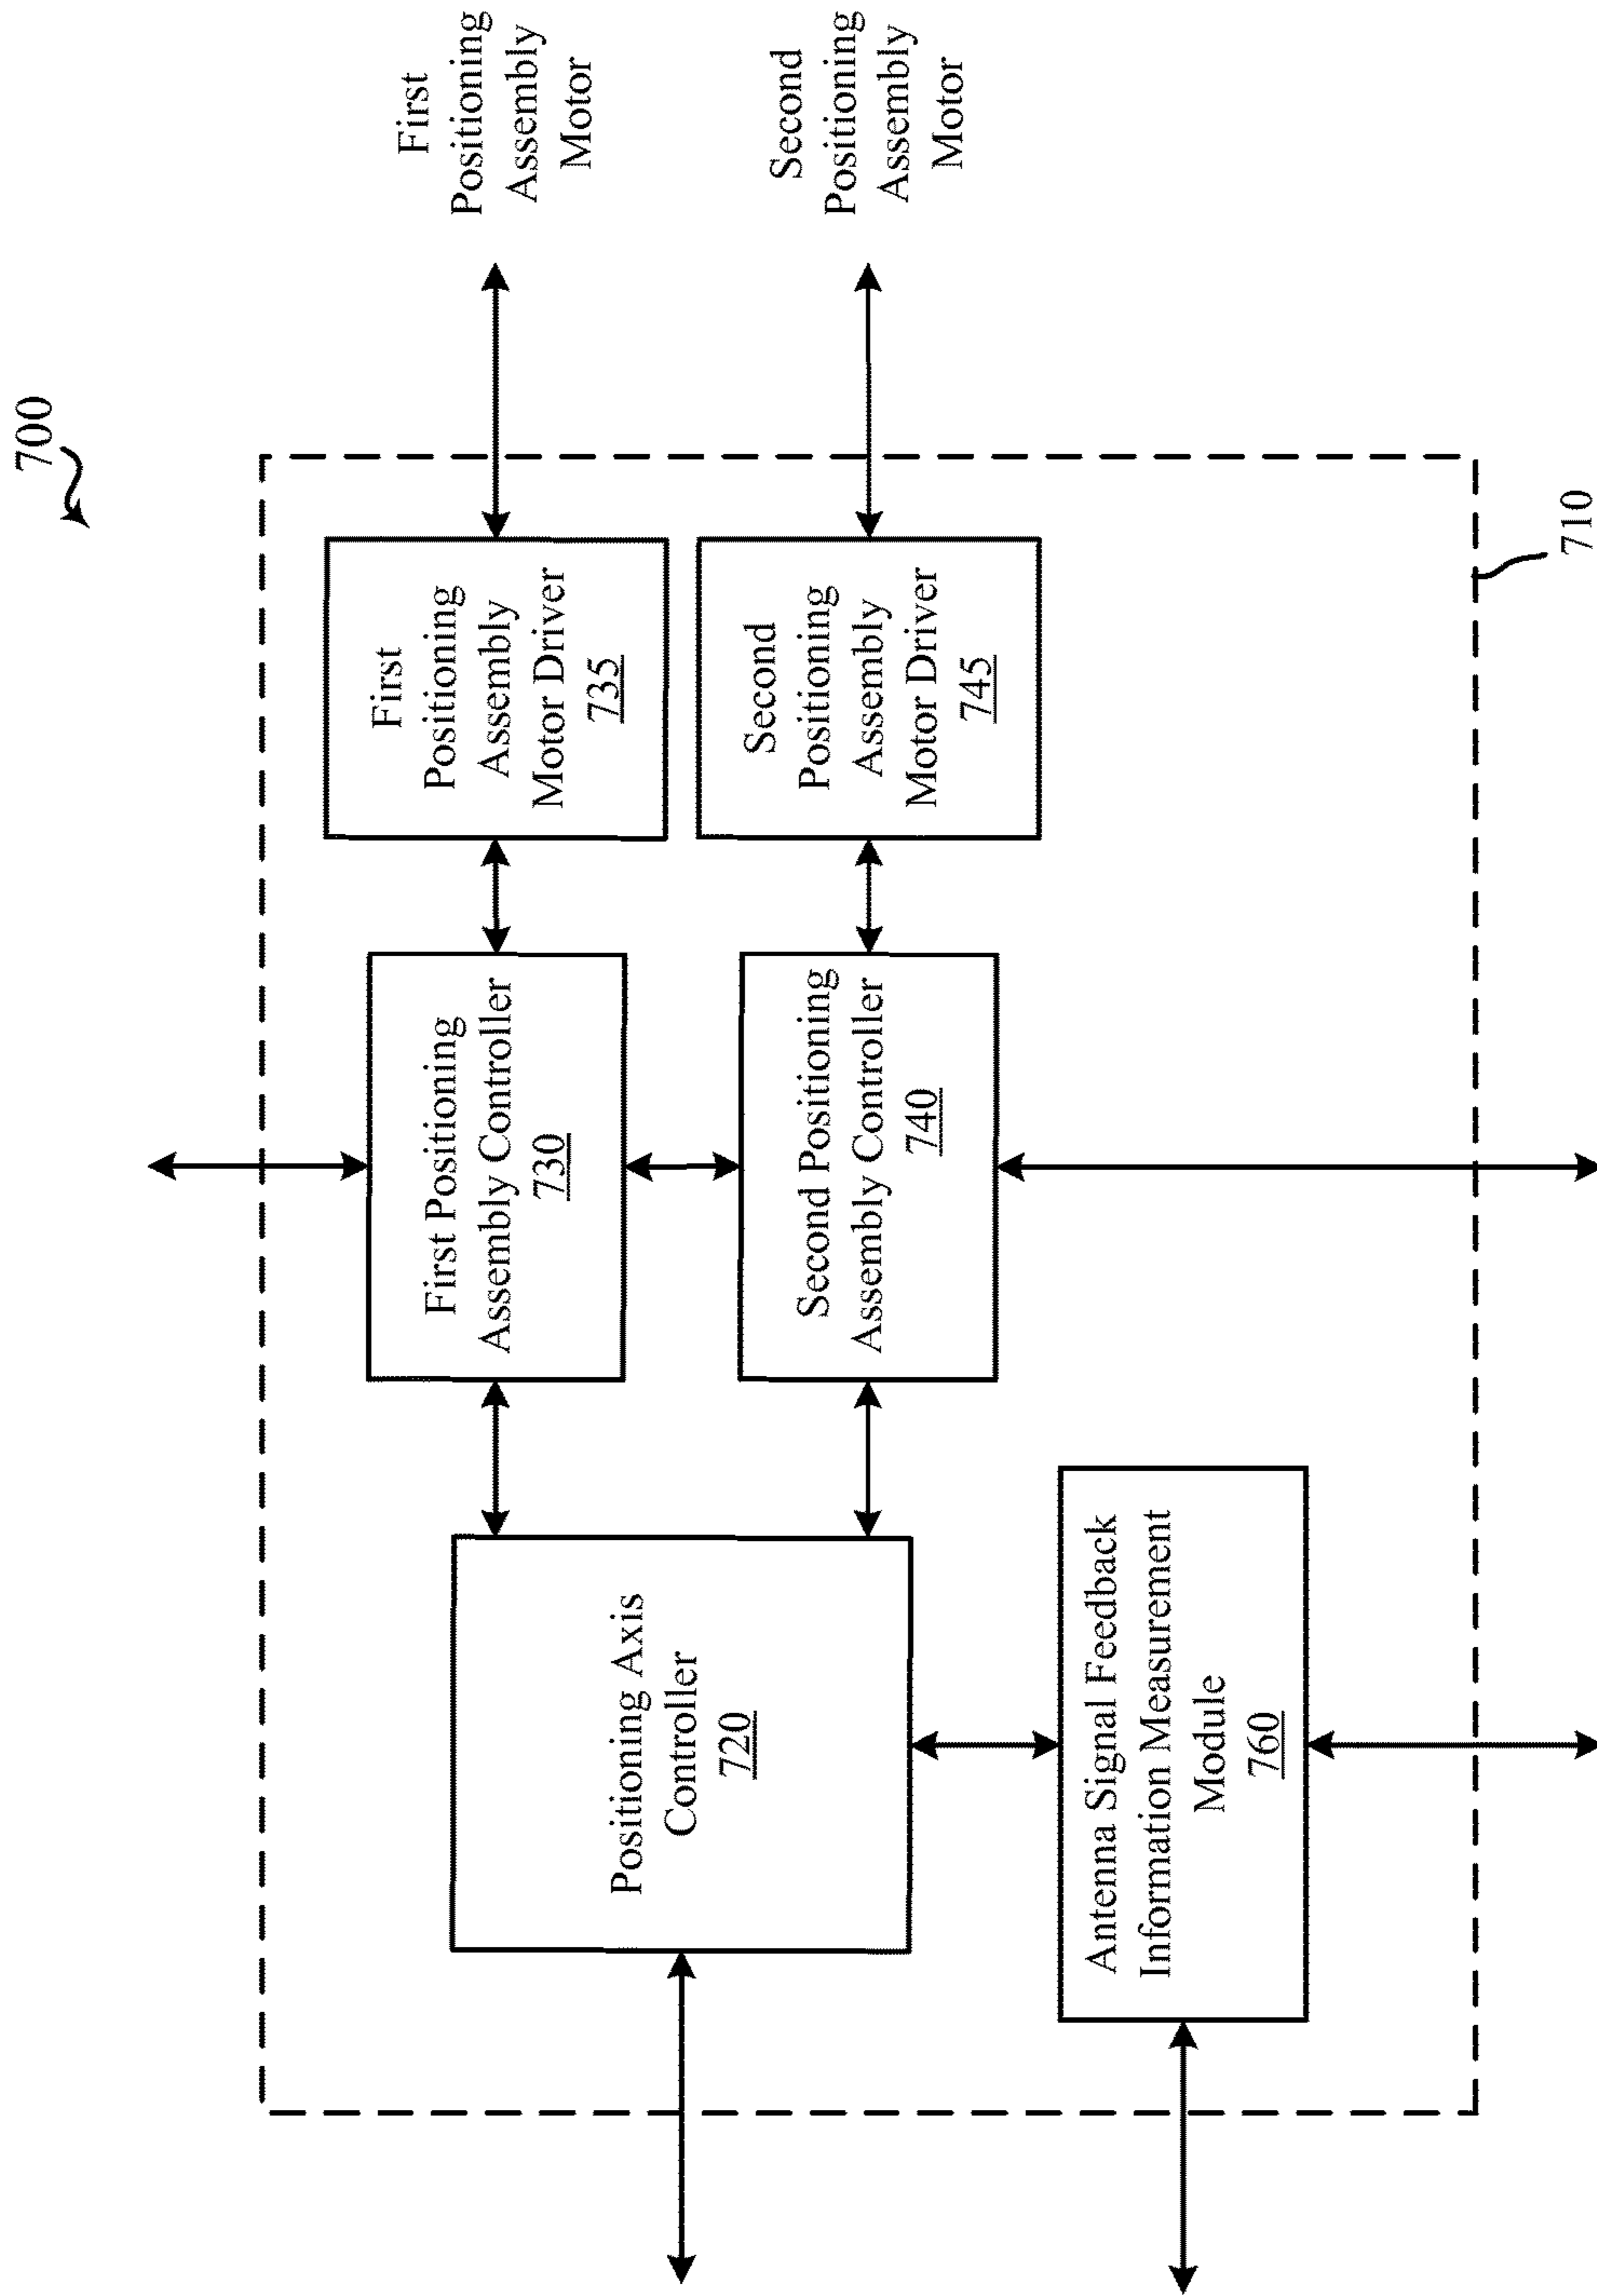 700
Positioning Axis
Controller
720
First Positioning
Assembly Controller
730
First
Positioning
Assembly
Motor Driver
735
First
Positioning
Assembly
Motor
Second Positioning
Assembly Controller
740
Second
Positioning
Assembly
Motor Driver
745
Second
Positioning
Assembly
Motor
Antenna Signal Feedback
Information Measurement
Module
760
710